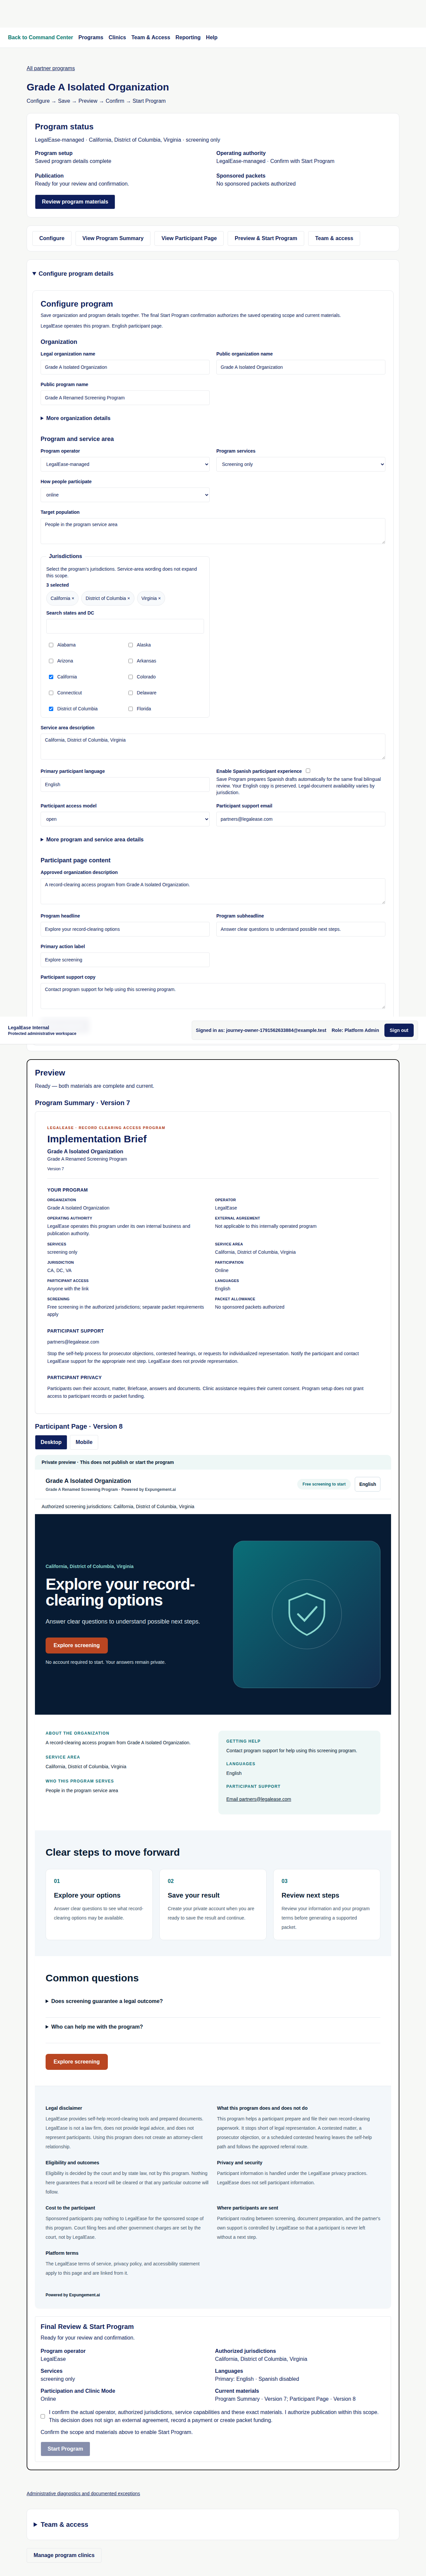 Back to Command Center Programs Clinics Team & Access Reporting Help
All partner programs
Grade A Isolated Organization
Configure → Save → Preview → Confirm → Start Program
Program status
LegalEase-managed · California, District of Columbia, Virginia · screening only
Program setup
Saved program details complete
Operating authority
LegalEase-managed · Confirm with Start Program
Publication
Ready for your review and confirmation.
Sponsored packets
No sponsored packets authorized
Review program materials
Configure View Program Summary View Participant Page Preview & Start Program Team & access
▼ Configure program details
Configure program
Save organization and program details together. The final Start Program confirmation authorizes the saved operating scope and current materials.
LegalEase operates this program. English participant page.
Organization
Legal organization name
Grade A Isolated Organization
Public organization name
Grade A Isolated Organization
Public program name
Grade A Renamed Screening Program
▶ More organization details
Program and service area
Program operator
LegalEase-managed
Program services
Screening only
How people participate
online
Target population
People in the program service area
Jurisdictions
Select the program's jurisdictions. Service-area wording does not expand
this scope.
3 selected
California × District of Columbia × Virginia ×
Search states and DC
Alabama Alaska
Arizona Arkansas
California Colorado
Connecticut Delaware
District of Columbia Florida
Service area description
California, District of Columbia, Virginia
Primary participant language
English
Enable Spanish participant experience
Save Program prepares Spanish drafts automatically for the same final bilingual
review. Your English copy is preserved. Legal-document availability varies by
jurisdiction.
Participant access model
open
Participant support email
partners@legalease.com
▶ More program and service area details
Participant page content
Approved organization description
A record-clearing access program from Grade A Isolated Organization.
Program headline
Explore your record-clearing options
Program subheadline
Answer clear questions to understand possible next steps.
Primary action label
Explore screening
Participant support copy
Contact program support for help using this screening program.
LegalEase Internal
Protected administrative workspace
Signed in as: journey-owner-1791562633884@example.test Role: Platform Admin Sign out
Preview
Ready — both materials are complete and current.
Program Summary · Version 7
LEGALEASE · RECORD CLEARING ACCESS PROGRAM
Implementation Brief
Grade A Isolated Organization
Grade A Renamed Screening Program
Version 7
YOUR PROGRAM
ORGANIZATION
Grade A Isolated Organization
OPERATOR
LegalEase
OPERATING AUTHORITY
LegalEase operates this program under its own internal business and
publication authority.
EXTERNAL AGREEMENT
Not applicable to this internally operated program
SERVICES
screening only
SERVICE AREA
California, District of Columbia, Virginia
JURISDICTION
CA, DC, VA
PARTICIPATION
Online
PARTICIPANT ACCESS
Anyone with the link
LANGUAGES
English
SCREENING
Free screening in the authorized jurisdictions; separate packet requirements
apply
PACKET ALLOWANCE
No sponsored packets authorized
PARTICIPANT SUPPORT
partners@legalease.com
Stop the self-help process for prosecutor objections, contested hearings, or requests for individualized representation. Notify the participant and contact
LegalEase support for the appropriate next step. LegalEase does not provide representation.
PARTICIPANT PRIVACY
Participants own their account, matter, Briefcase, answers and documents. Clinic assistance requires their current consent. Program setup does not grant
access to participant records or packet funding.
Participant Page · Version 8
Desktop Mobile
Private preview · This does not publish or start the program
Grade A Isolated Organization
Grade A Renamed Screening Program · Powered by Expungement.ai
Free screening to start English
Authorized screening jurisdictions: California, District of Columbia, Virginia
California, District of Columbia, Virginia
Explore your record-
clearing options
Answer clear questions to understand possible next steps.
Explore screening
No account required to start. Your answers remain private.
ABOUT THE ORGANIZATION
A record-clearing access program from Grade A Isolated Organization.
SERVICE AREA
California, District of Columbia, Virginia
WHO THIS PROGRAM SERVES
People in the program service area
GETTING HELP
Contact program support for help using this screening program.
LANGUAGES
English
PARTICIPANT SUPPORT
Email partners@legalease.com
Clear steps to move forward
01
Explore your options
Answer clear questions to see what record-
clearing options may be available.
02
Save your result
Create your private account when you are
ready to save the result and continue.
03
Review next steps
Review your information and your program
terms before generating a supported
packet.
Common questions
▶ Does screening guarantee a legal outcome?
▶ Who can help me with the program?
Explore screening
Legal disclaimer
LegalEase provides self-help record-clearing tools and prepared documents.
LegalEase is not a law firm, does not provide legal advice, and does not
represent participants. Using this program does not create an attorney-client
relationship.
What this program does and does not do
This program helps a participant prepare and file their own record-clearing
paperwork. It stops short of legal representation. A contested matter, a
prosecutor objection, or a scheduled contested hearing leaves the self-help
path and follows the approved referral route.
Eligibility and outcomes
Eligibility is decided by the court and by state law, not by this program. Nothing
here guarantees that a record will be cleared or that any particular outcome will
follow.
Privacy and security
Participant information is handled under the LegalEase privacy practices.
LegalEase does not sell participant information.
Cost to the participant
Sponsored participants pay nothing to LegalEase for the sponsored scope of
this program. Court filing fees and other government charges are set by the
court, not by LegalEase.
Where participants are sent
Participant routing between screening, document preparation, and the partner's
own support is controlled by LegalEase so that a participant is never left
without a next step.
Platform terms
The LegalEase terms of service, privacy policy, and accessibility statement
apply to this page and are linked from it.
Powered by Expungement.ai
Final Review & Start Program
Ready for your review and confirmation.
Program operator
LegalEase
Authorized jurisdictions
California, District of Columbia, Virginia
Services
screening only
Languages
Primary: English · Spanish disabled
Participation and Clinic Mode
Online
Current materials
Program Summary · Version 7; Participant Page · Version 8
I confirm the actual operator, authorized jurisdictions, service capabilities and these exact materials. I authorize publication within this scope.
This decision does not sign an external agreement, record a payment or create packet funding.
Confirm the scope and materials above to enable Start Program.
Start Program
Administrative diagnostics and documented exceptions
▶ Team & access
Manage program clinics